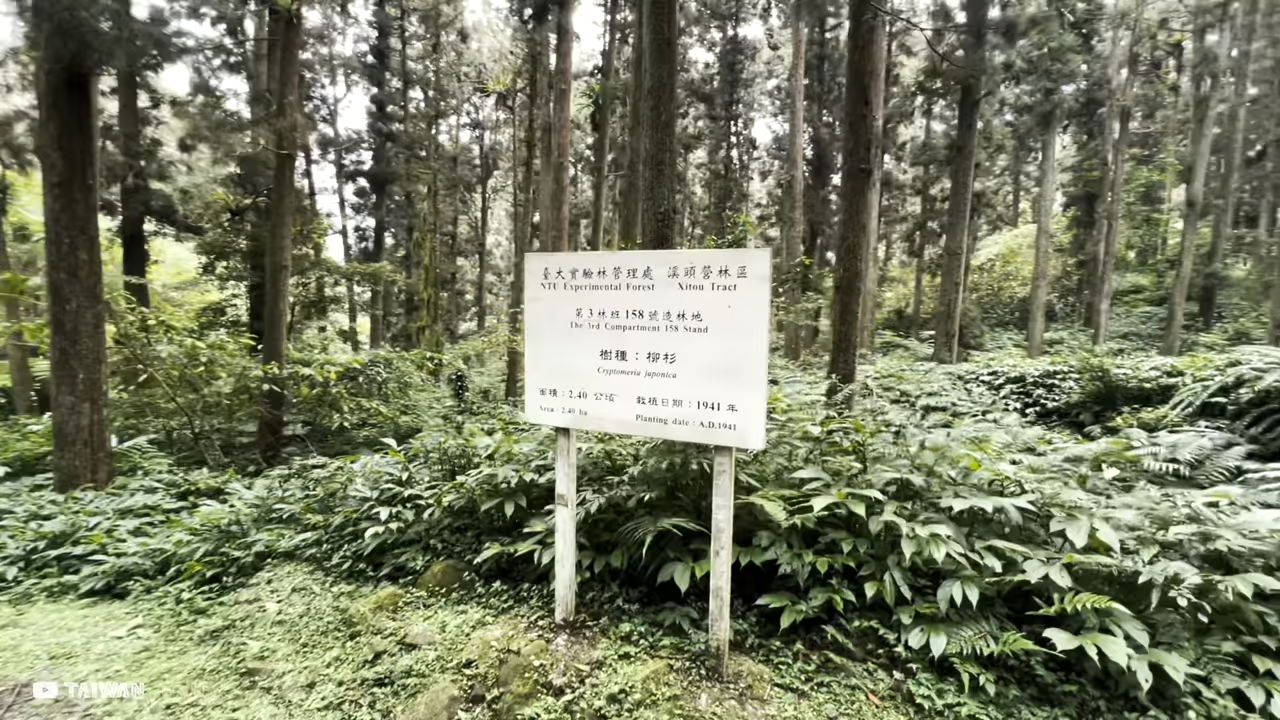 臺大實驗林管理處 溪頭營林區
NTU Experimental Forest Xitou Tract
第3林班158號造林地
The 3rd Compartment 158 Stand
樹種：柳杉
Cryptomeria japonica
面積：2.40 公頃 栽植日期：1941 年
Area : 2.40 ha Planting date : A.D.1941
TAIWAN